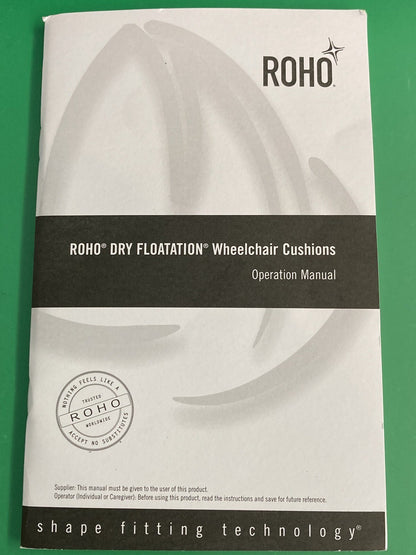 ROHO
ROHO® DRY FLOATATION® Wheelchair Cushions
Operation Manual
NOTHING FEELS LIKE A
TRUSTED
ROHO
WORLDWIDE
ACCEPT NO SUBSTITUTES
Supplier: This manual must be given to the user of this product.
Operator (Individual or Caregiver): Before using this product, read the instructions and save for future reference.
shape fitting technology®